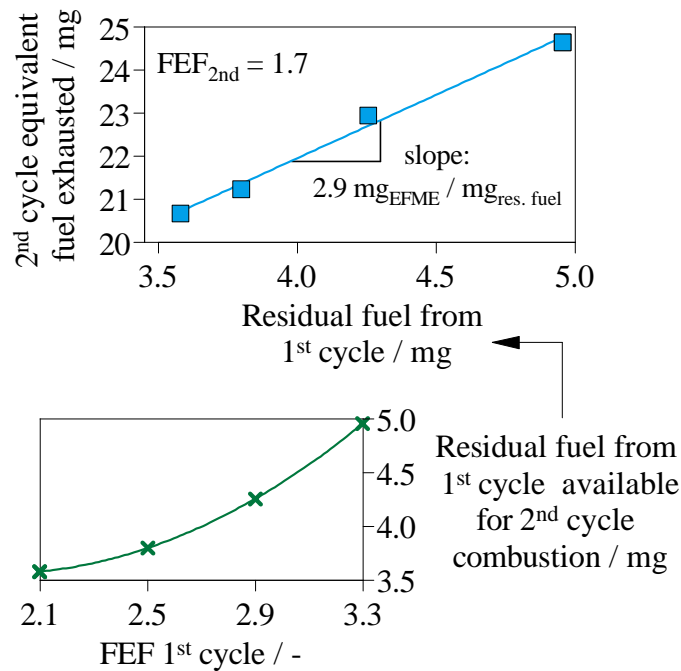 2nd cycle equivalent
fuel exhausted / mg
25
24
23
22
21
20
FEF2nd = 1.7
slope:
2.9 mgEFME / mgres. fuel
3.5 4.0 4.5 5.0
Residual fuel from
1st cycle / mg
5.0
4.5
4.0
3.5
2.1 2.5 2.9 3.3
FEF 1st cycle / -
Residual fuel from
1st cycle available
for 2nd cycle
combustion / mg